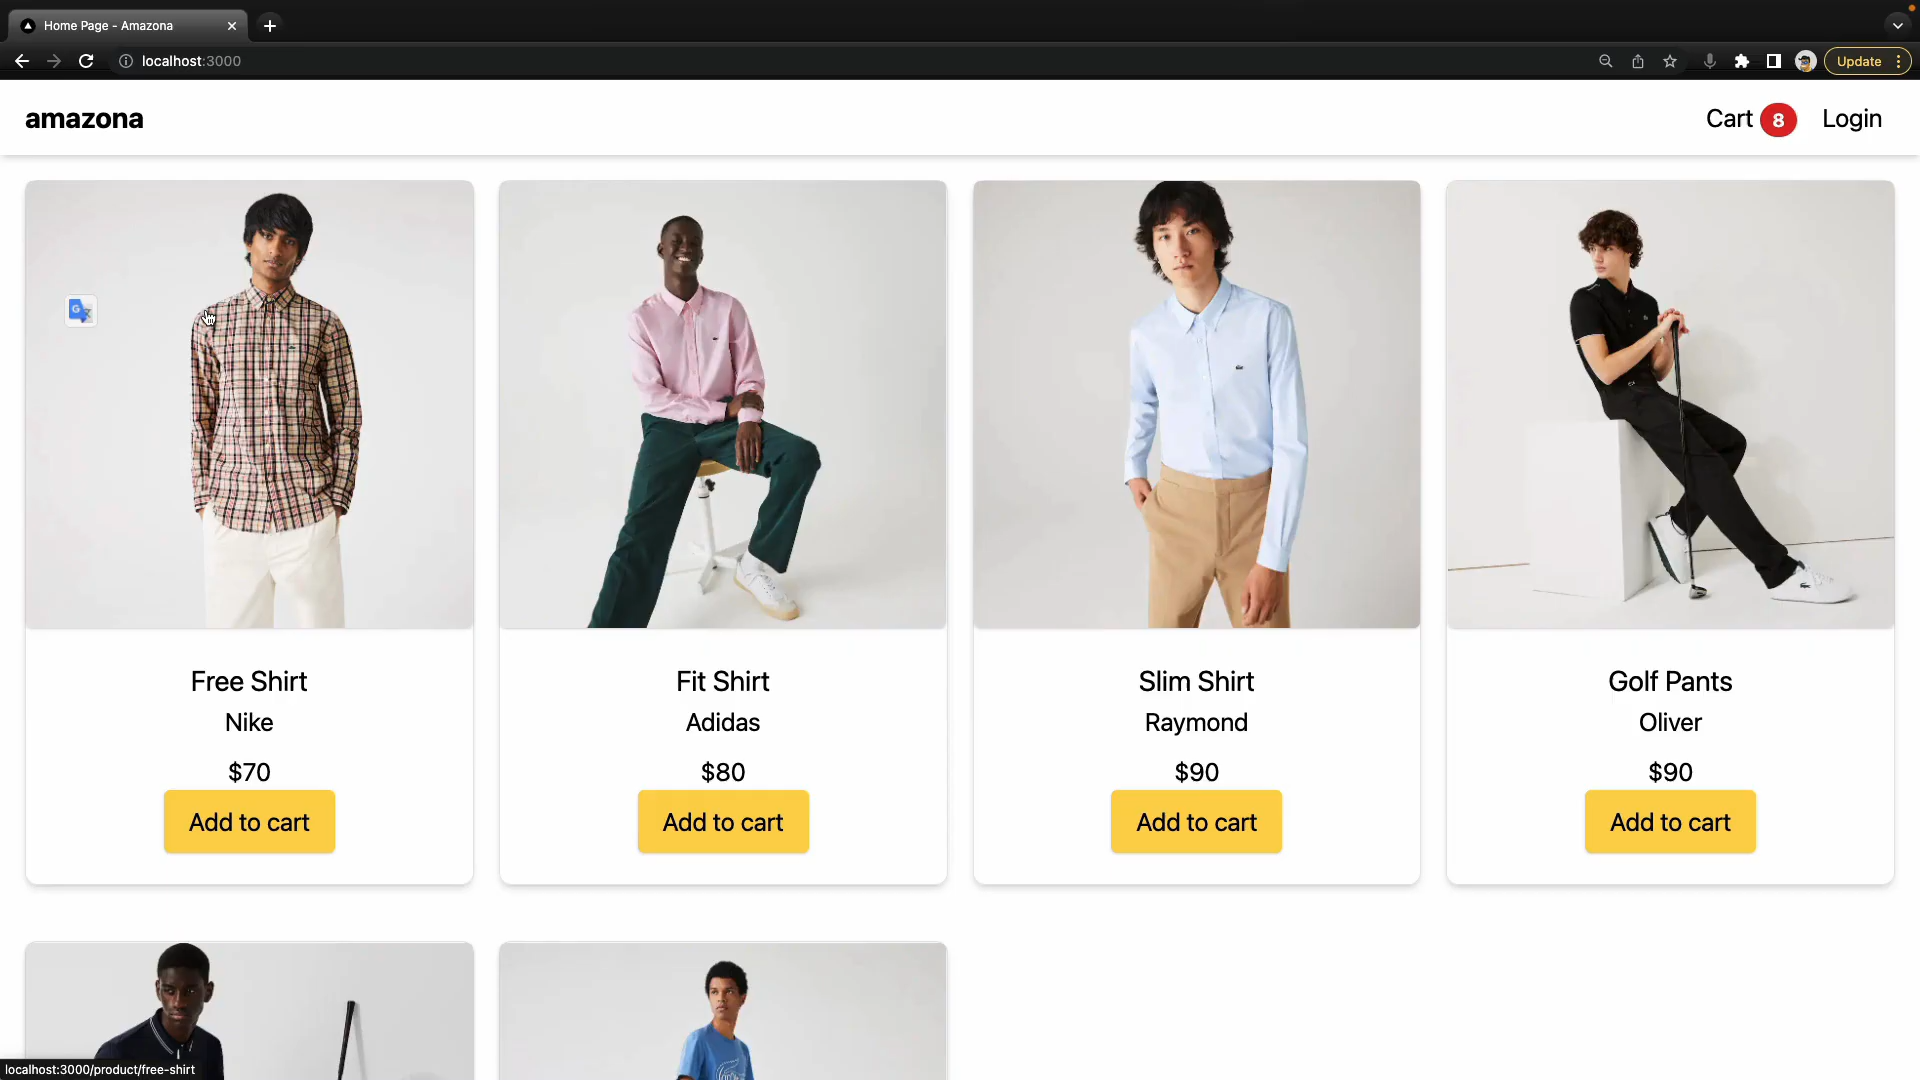 Home Page - Amazona
localhost:3000
Update
amazona
Cart 8 Login
Free Shirt
Nike
$70
Add to cart
Fit Shirt
Adidas
$80
Add to cart
Slim Shirt
Raymond
$90
Add to cart
Golf Pants
Oliver
$90
Add to cart
localhost:3000/product/free-shirt